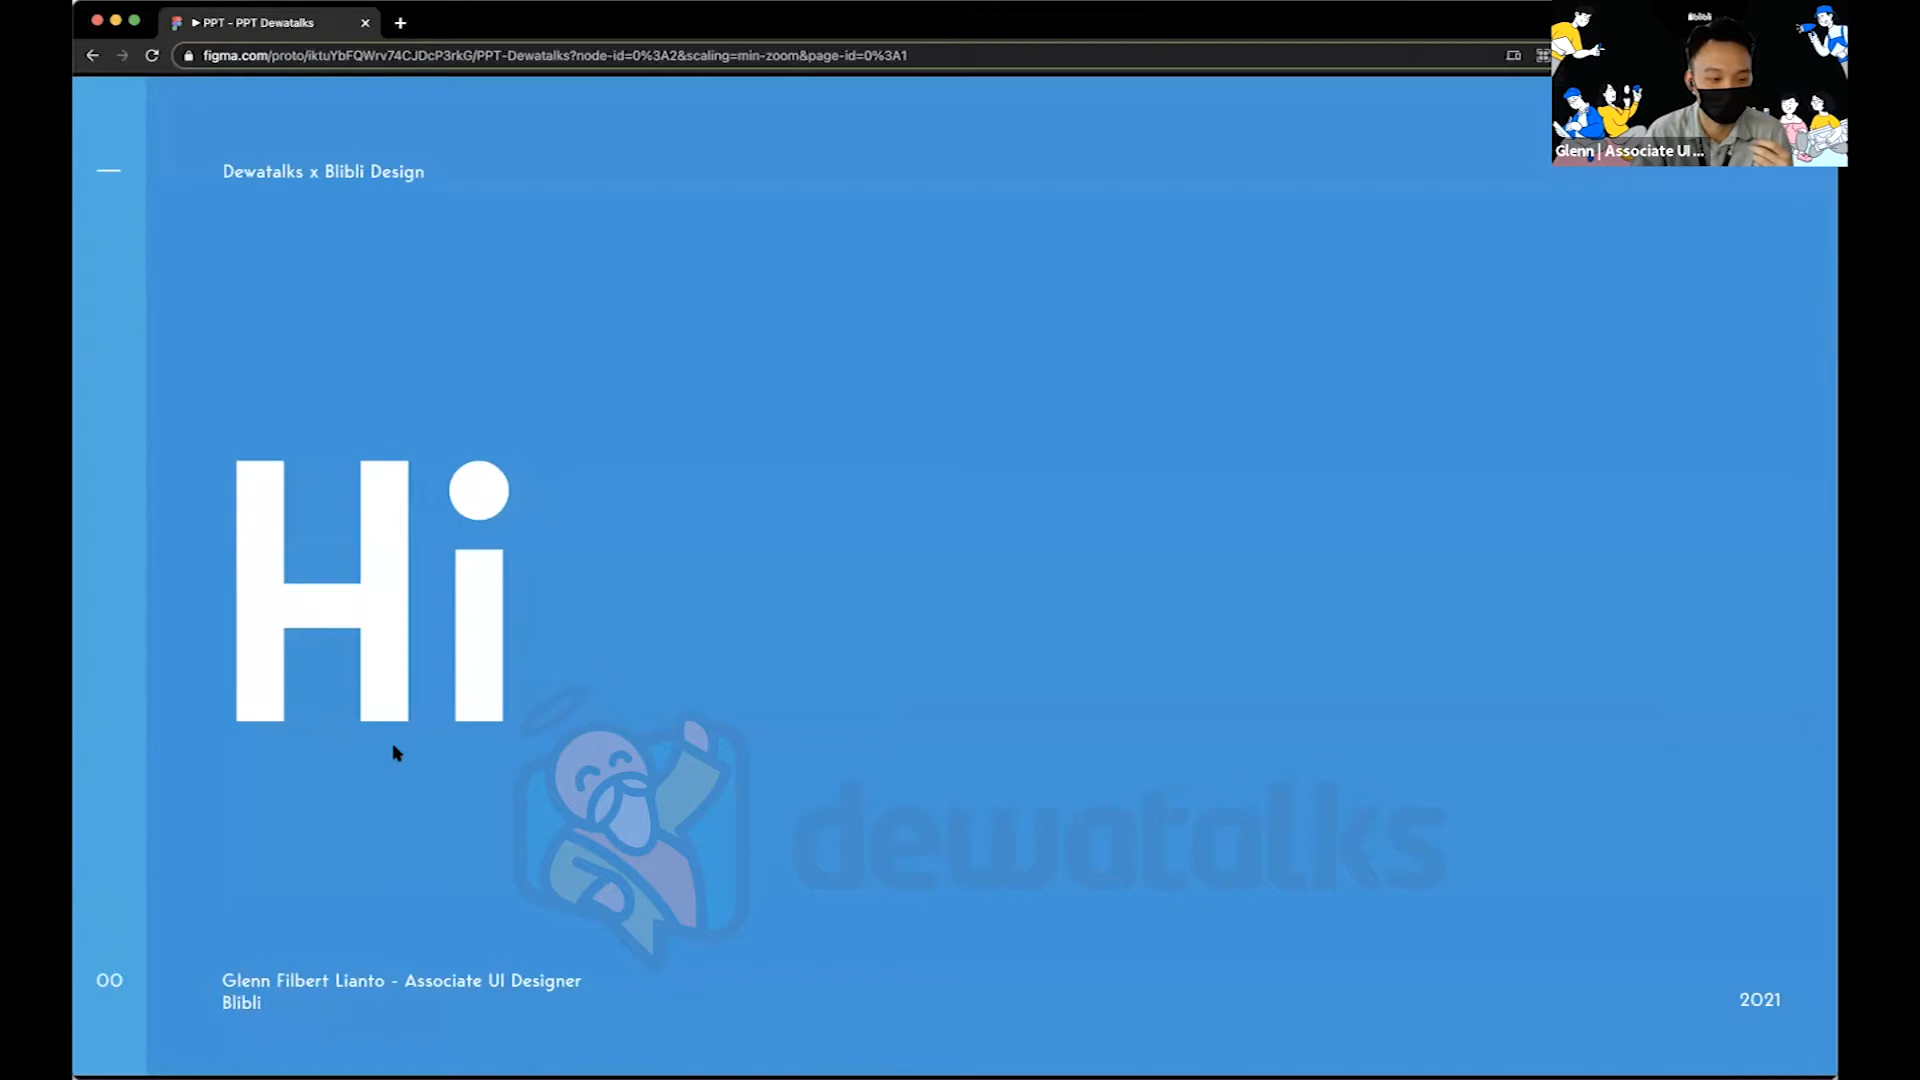 PPT - PPT Dewatalks
figma.com/proto/iktuYbFQWrv74CJDcP3rkG/PPT-Dewatalks?node-id=0%3A2&scaling=min-zoom&page-id=0%3A1
blibli
Glenn | Associate UI ...
Dewatalks x Blibli Design
Hi
dewatalks
00
Glenn Filbert Lianto - Associate UI Designer
Blibli
2021